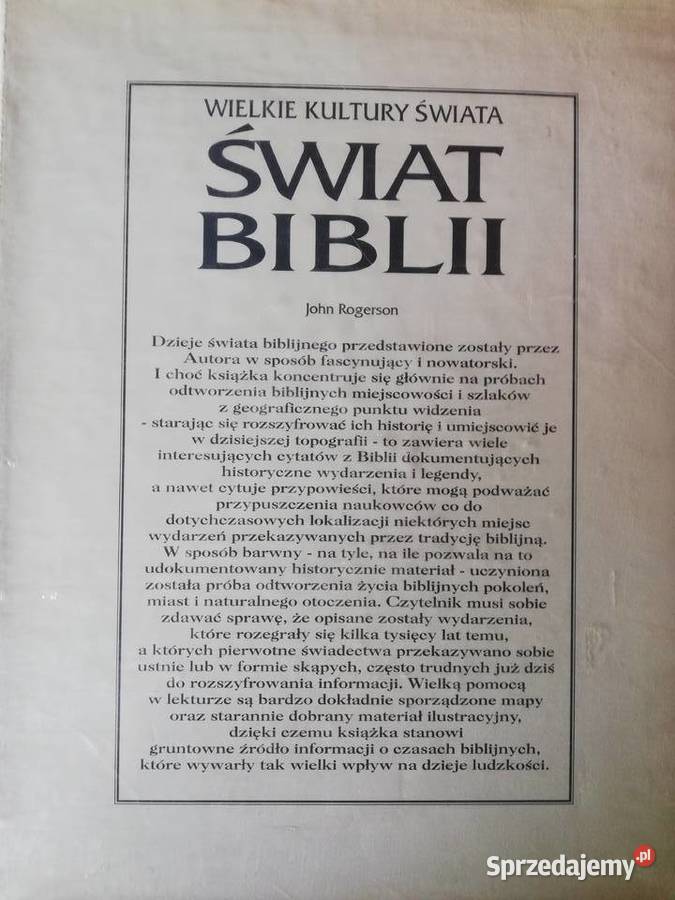 WIELKIE KULTURY ŚWIATA
ŚWIAT
BIBLII
John Rogerson
Dzieje świata biblijnego przedstawione zostały przez
Autora w sposób fascynujący i nowatorski.
I choć książka koncentruje się głównie na próbach
odtworzenia biblijnych miejscowości i szlaków
z geograficznego punktu widzenia
- starając się rozszyfrować ich historię i umiejscowić je
w dzisiejszej topografii - to zawiera wiele
interesujących cytatów z Biblii dokumentujących
historyczne wydarzenia i legendy,
a nawet cytuje przypowieści, które mogą podważać
przypuszczenia naukowców co do
dotychczasowych lokalizacji niektórych miejsc
wydarzeń przekazywanych przez tradycję biblijną.
W sposób barwny - na tyle, na ile pozwala na to
udokumentowany historycznie materiał - uczyniona
została próba odtworzenia życia biblijnych pokoleń,
miast i naturalnego otoczenia. Czytelnik musi sobie
zdawać sprawę, że opisane zostały wydarzenia,
które rozegrały się kilka tysięcy lat temu,
a których pierwotne świadectwa przekazywano sobie
ustnie lub w formie skąpych, często trudnych już dziś
do rozszyfrowania informacji. Wielką pomocą
w lekturze są bardzo dokładnie sporządzone mapy
oraz starannie dobrany materiał ilustracyjny,
dzięki czemu książka stanowi
gruntowne źródło informacji o czasach biblijnych,
które wywarły tak wielki wpływ na dzieje ludzkości.
Sprzedajemy.pl